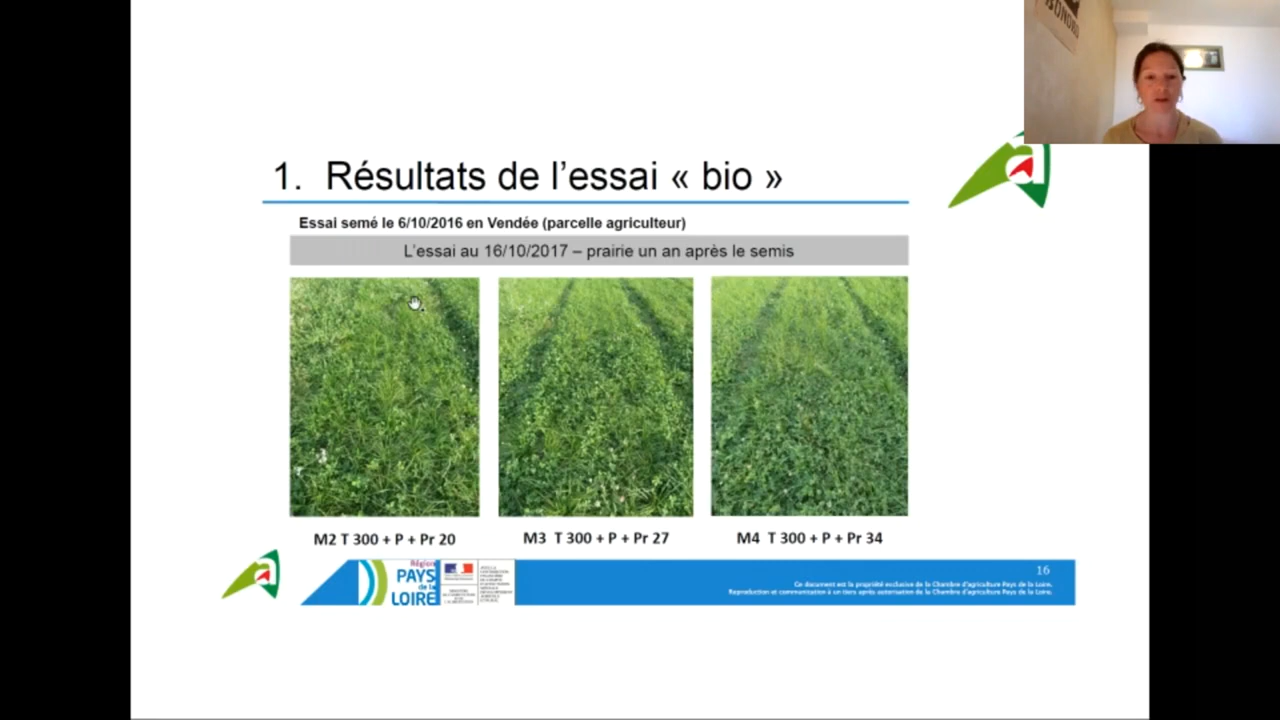 1. Résultats de l'essai « bio »
Essai semé le 6/10/2016 en Vendée (parcelle agriculteur)
L'essai au 16/10/2017 – prairie un an après le semis
M2 T 300 + P + Pr 20
M3 T 300 + P + Pr 27
M4 T 300 + P + Pr 34
Région
PAYS
de la
LOIRE
16
Ce document est la propriété exclusive de la Chambre d'agriculture Pays de la Loire.
Reproduction et communication à un tiers après autorisation de la Chambre d'agriculture Pays de la Loire.